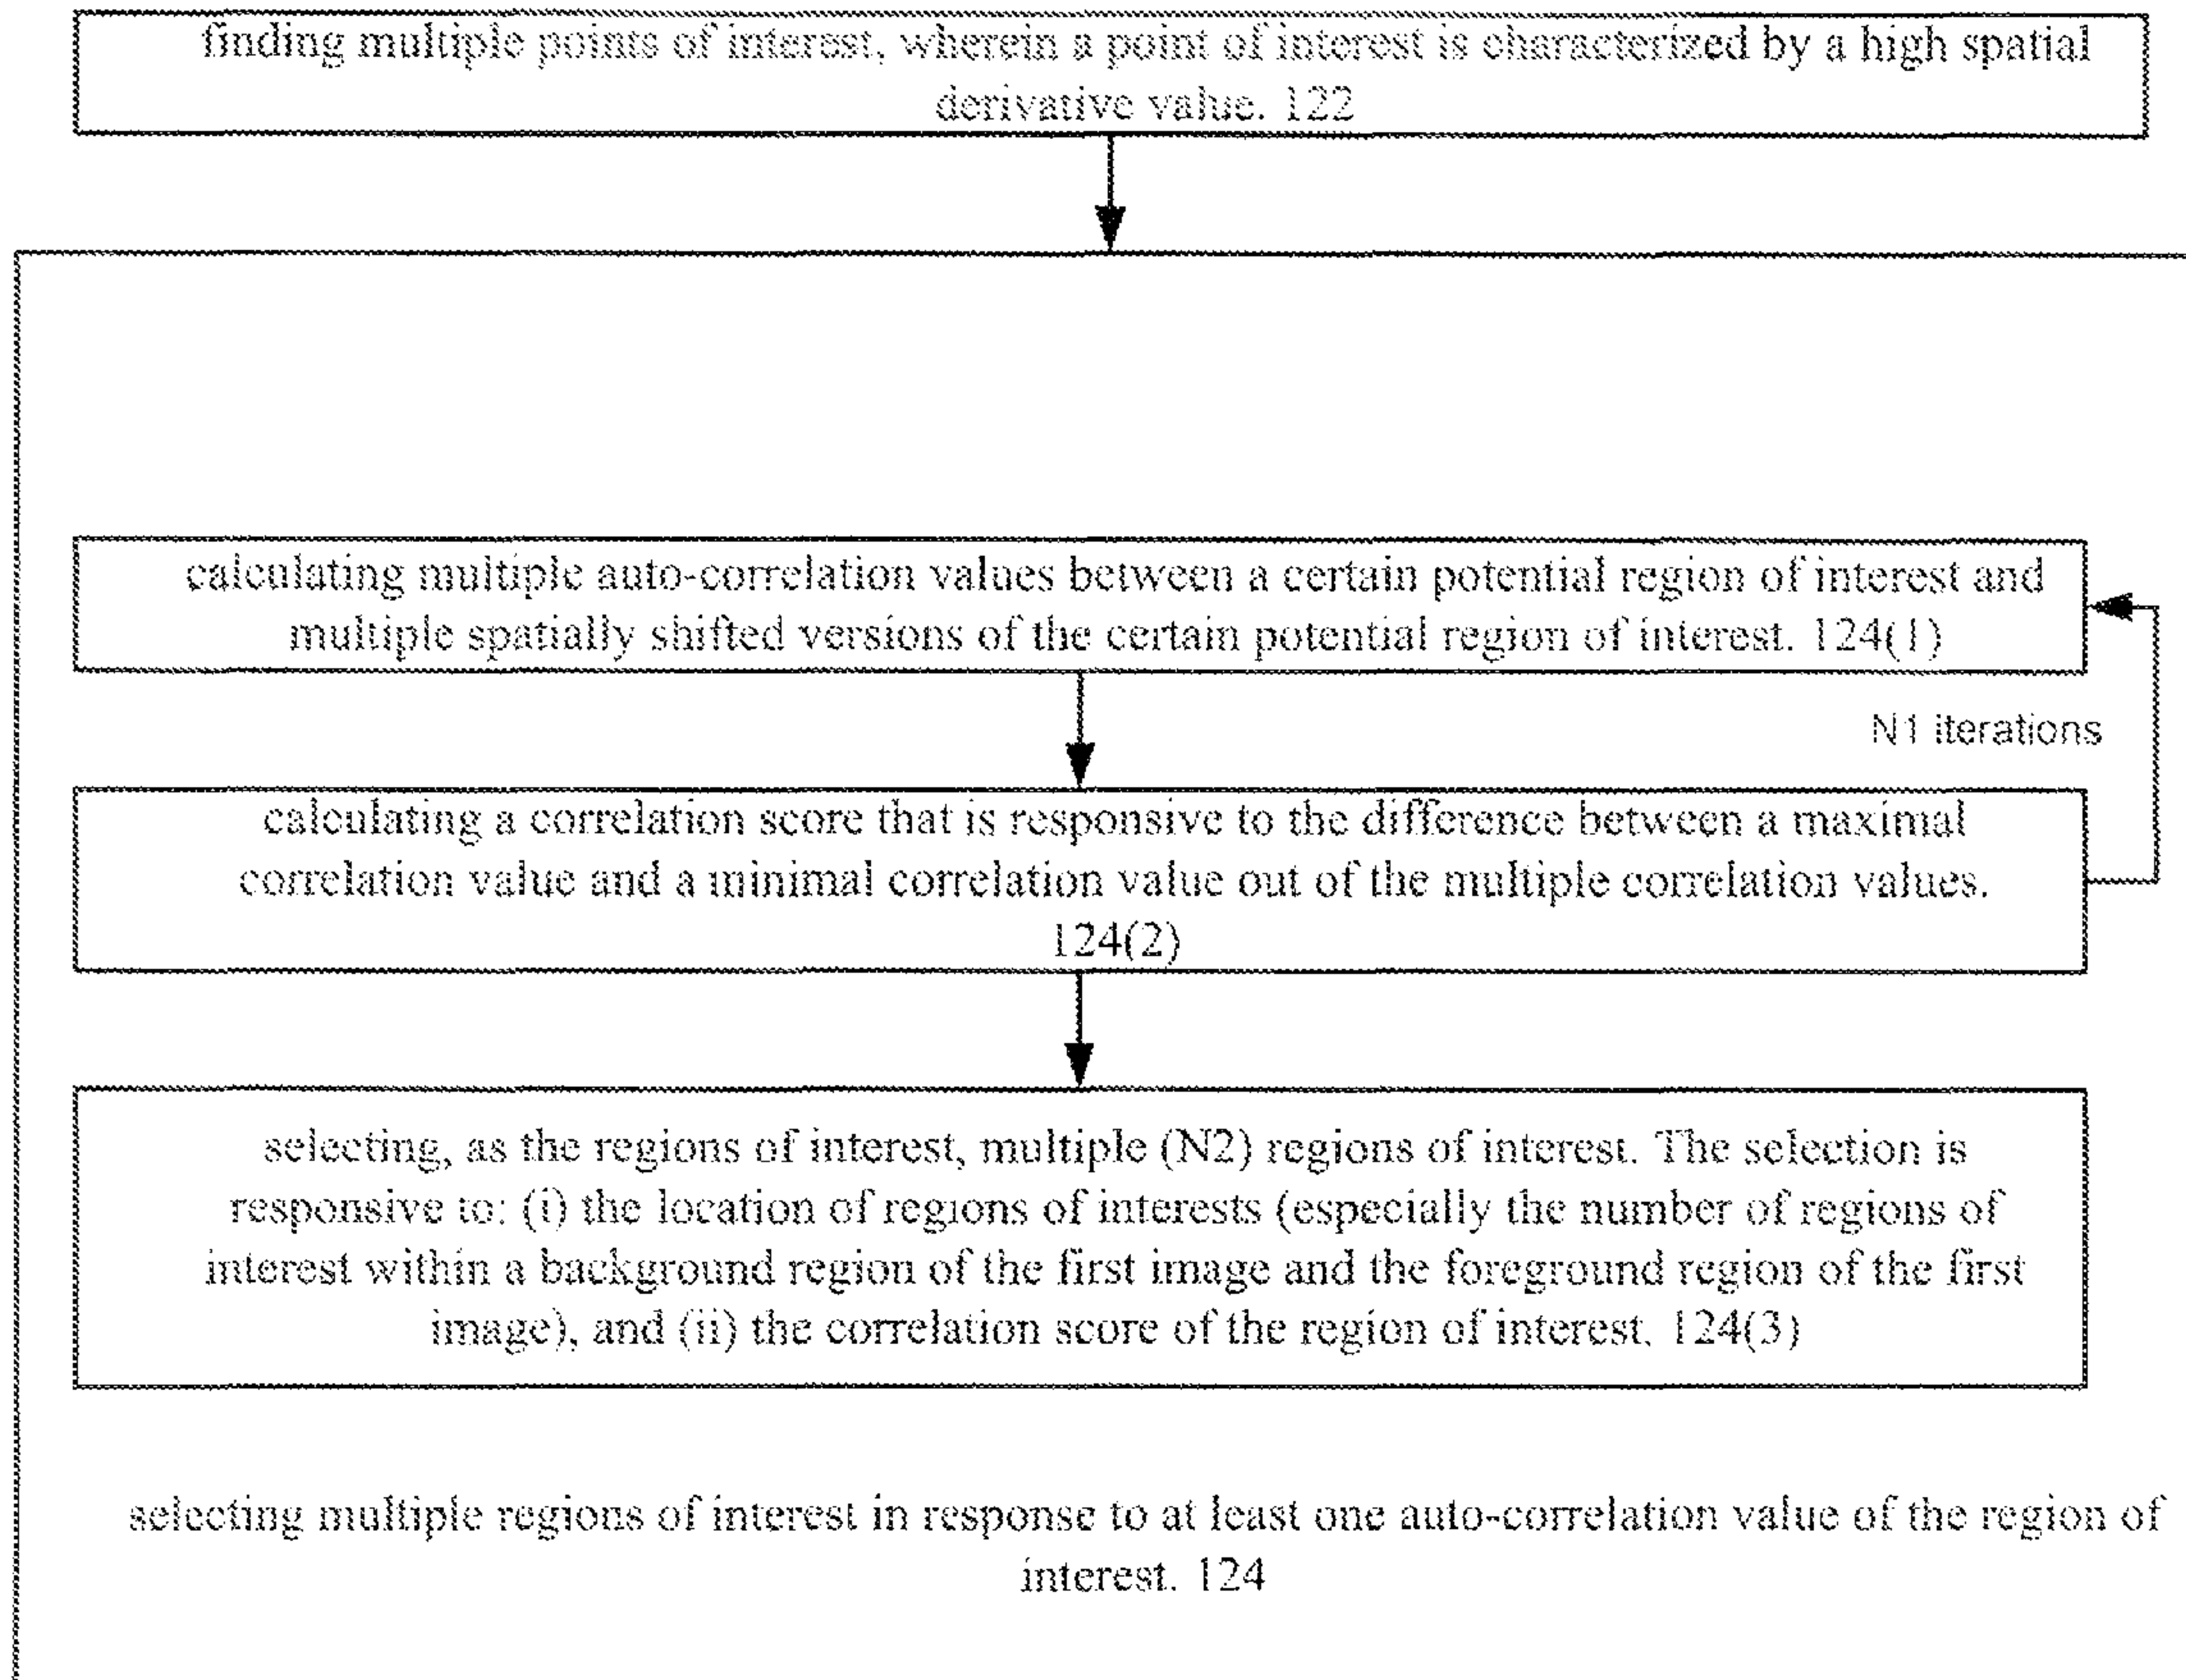 finding multiple points of interest, wherein a point of interest is characterized by a high spatial
derivative value. 122
calculating multiple auto-correlation values between a certain potential region of interest and
multiple spatially shifted versions of the certain potential region of interest. 124(1)
N1 iterations
calculating a correlation score that is responsive to the difference between a maximal
correlation value and a minimal correlation value out of the multiple correlation values.
124(2)
selecting, as the regions of interest, multiple (N2) regions of interest. The selection is
responsive to: (i) the location of regions of interests (especially the number of regions of
interest within a background region of the first image and the foreground region of the first
image), and (ii) the correlation score of the region of interest. 124(3)
selecting multiple regions of interest in response to at least one auto-correlation value of the region of
interest. 124